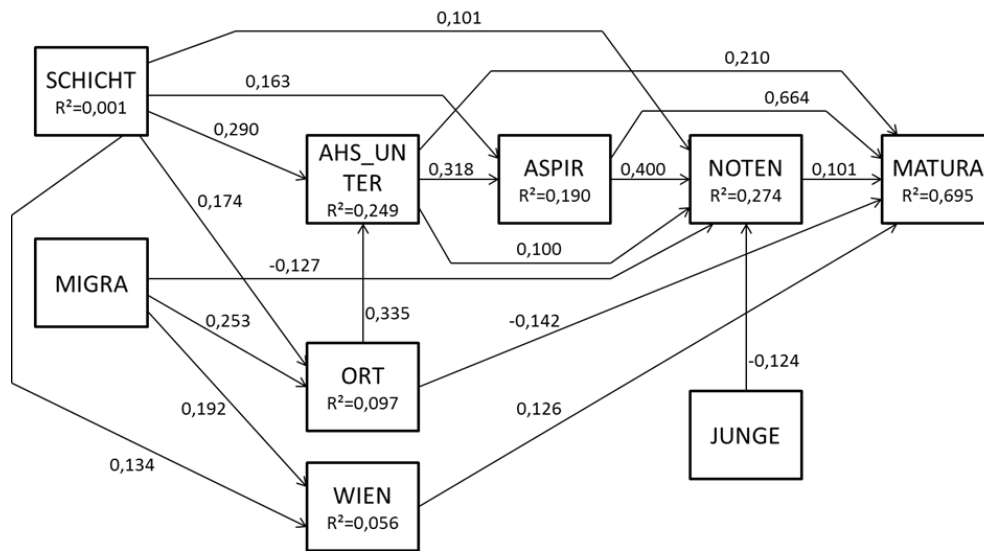 0,101
SCHICHT
R²=0,001
0,210
0,163
0,664
0,290
AHS_UN
TER
R²=0,249
0,318
ASPIR
R²=0,190
0,400
NOTEN
R²=0,274
0,101
MATURA
R²=0,695
0,174
0,100
MIGRA
-0,127
0,253
0,335
-0,142
ORT
R²=0,097
-0,124
0,192
0,126
JUNGE
0,134
WIEN
R²=0,056